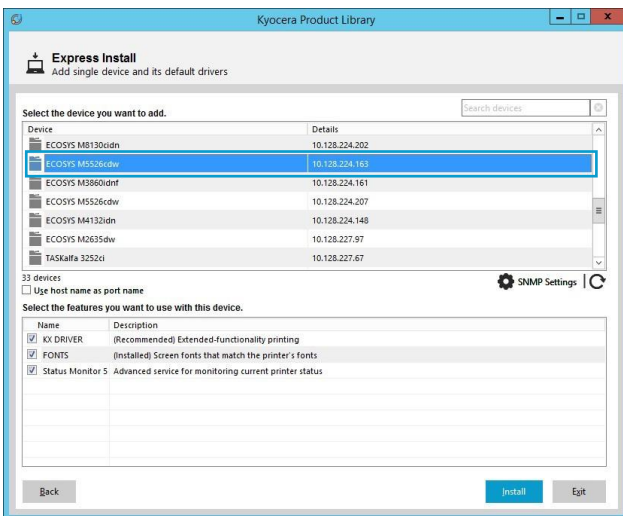 Kyocera Product Library
Express Install
Add single device and its default drivers
Select the device you want to add.
Search devices
Device Details
ECOSYS M8130cidn 10.128.224.202
ECOSYS M5526cdw 10.128.224.163
ECOSYS M3860idnf 10.128.224.161
ECOSYS M5526cdw 10.128.224.207
ECOSYS M4132idn 10.128.224.148
ECOSYS M2635dw 10.128.227.97
TASKalfa 3252ci 10.128.227.67
33 devices
SNMP Settings
Use host name as port name
Select the features you want to use with this device.
Name Description
KX DRIVER (Recommended) Extended-functionality printing
FONTS (Installed) Screen fonts that match the printer's fonts
Status Monitor 5 Advanced service for monitoring current printer status
Back Install Exit